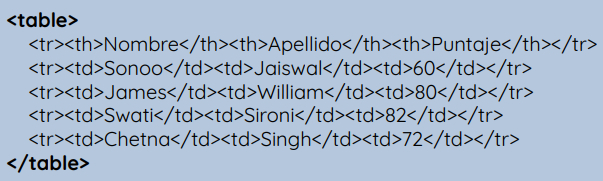 <table>
<tr><th>Nombre</th><th>Apellido</th><th>Puntaje</th></tr>
<tr><td>Sonoo</td><td>Jaiswal</td><td>60</td></tr>
<tr><td>James</td><td>William</td><td>80</td></tr>
<tr><td>Swati</td><td>Sironi</td><td>82</td></tr>
<tr><td>Chetna</td><td>Singh</td><td>72</td></tr>
</table>